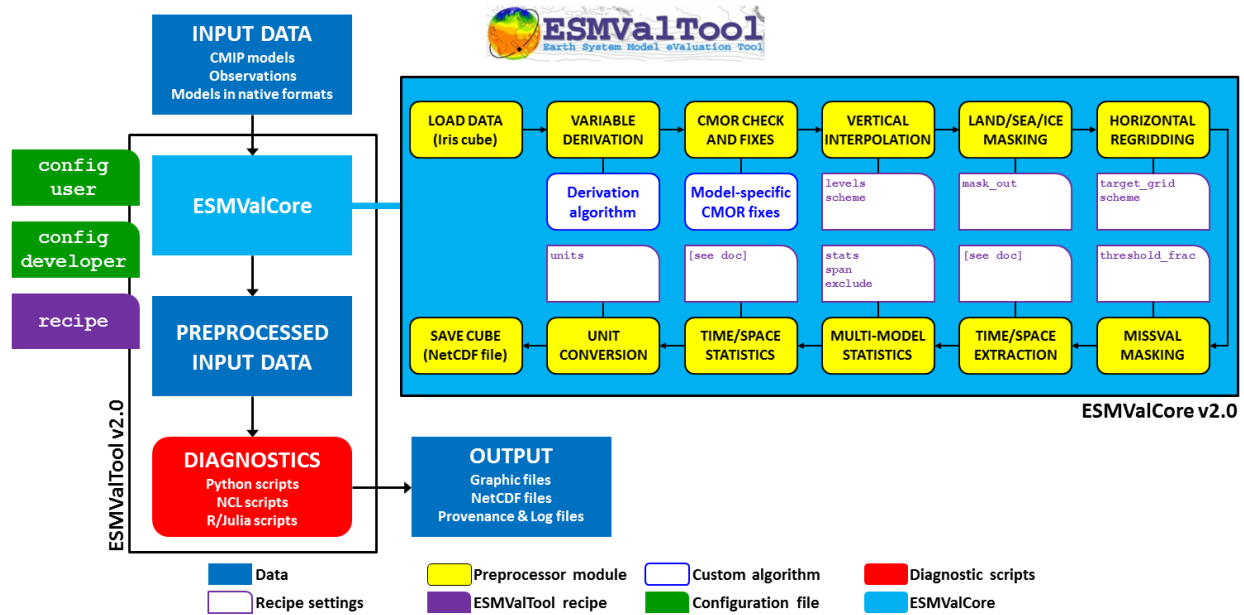 ESMValTool
Earth System Model eValuation Tool
INPUT DATA
CMIP models
Observations
Models in native formats
config
user
config
developer
recipe
ESMValCore
PREPROCESSED
INPUT DATA
DIAGNOSTICS
Python scripts
NCL scripts
R/Julia scripts
ESMValTool v2.0
OUTPUT
Graphic files
NetCDF files
Provenance & Log files
LOAD DATA
(Iris cube)
VARIABLE
DERIVATION
CMOR CHECK
AND FIXES
VERTICAL
INTERPOLATION
LAND/SEA/ICE
MASKING
HORIZONTAL
REGRIDDING
Derivation
algorithm
Model-specific
CMOR fixes
levels
scheme
mask_out
target_grid
scheme
units
[see doc]
stats
span
exclude
[see doc]
threshold_frac
SAVE CUBE
(NetCDF file)
UNIT
CONVERSION
TIME/SPACE
STATISTICS
MULTI-MODEL
STATISTICS
TIME/SPACE
EXTRACTION
MISSVAL
MASKING
ESMValCore v2.0
Data
Preprocessor module
Custom algorithm
Diagnostic scripts
Recipe settings
ESMValTool recipe
Configuration file
ESMValCore